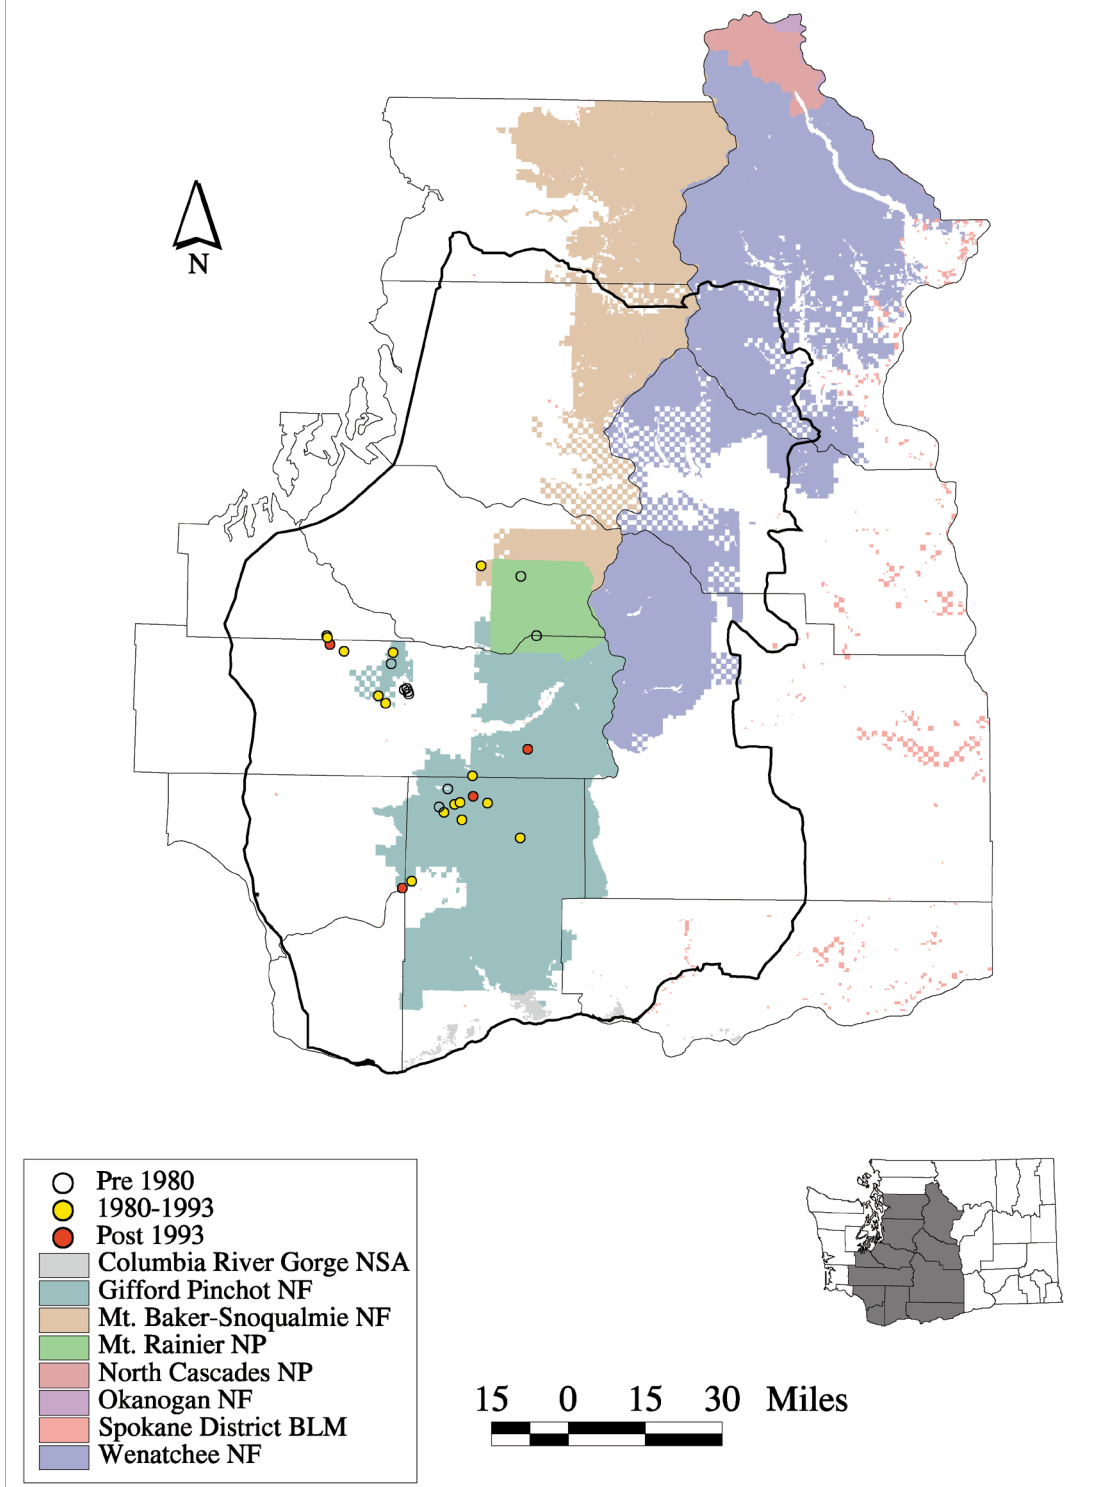 N
Pre 1980
1980-1993
Post 1993
Columbia River Gorge NSA
Gifford Pinchot NF
Mt. Baker-Snoqualmie NF
Mt. Rainier NP
North Cascades NP
Okanogan NF
Spokane District BLM
Wenatchee NF
15 0 15 30 Miles